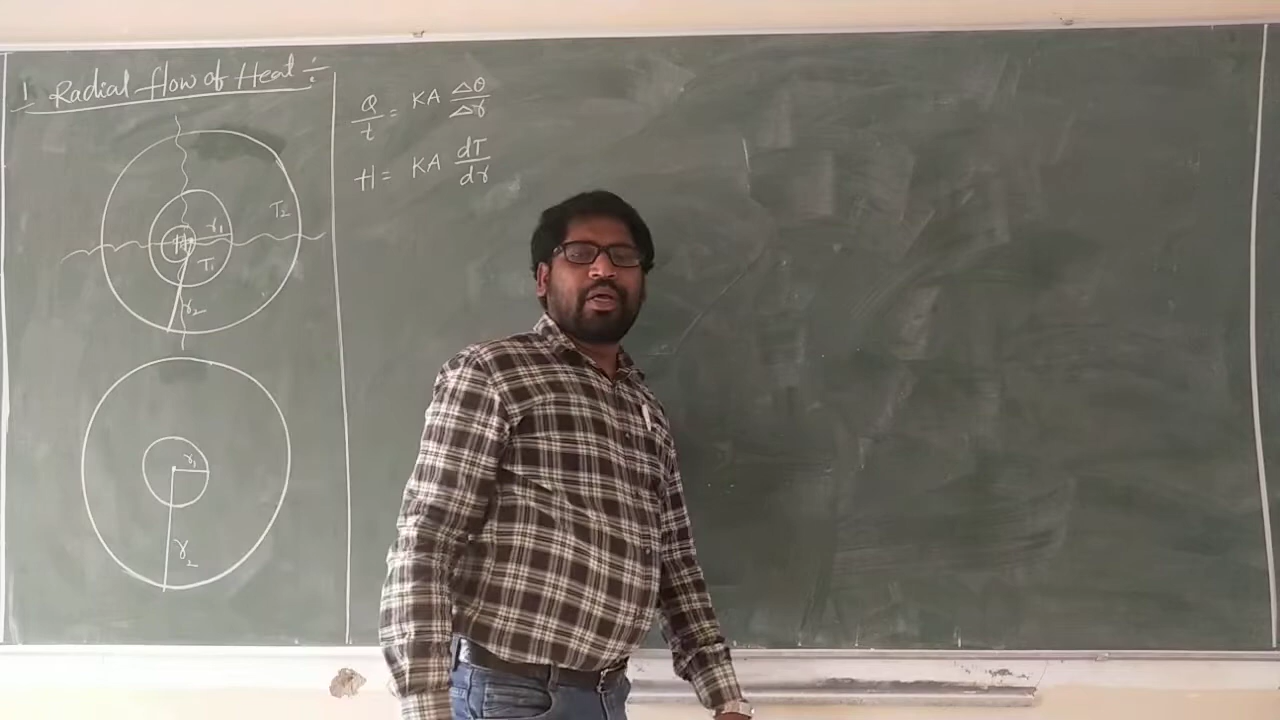 1 Radial flow of Heat :-
T2
r1
T1
r2
r1
r2
Q/t = KA Δθ/Δr
H = KA dT/dr